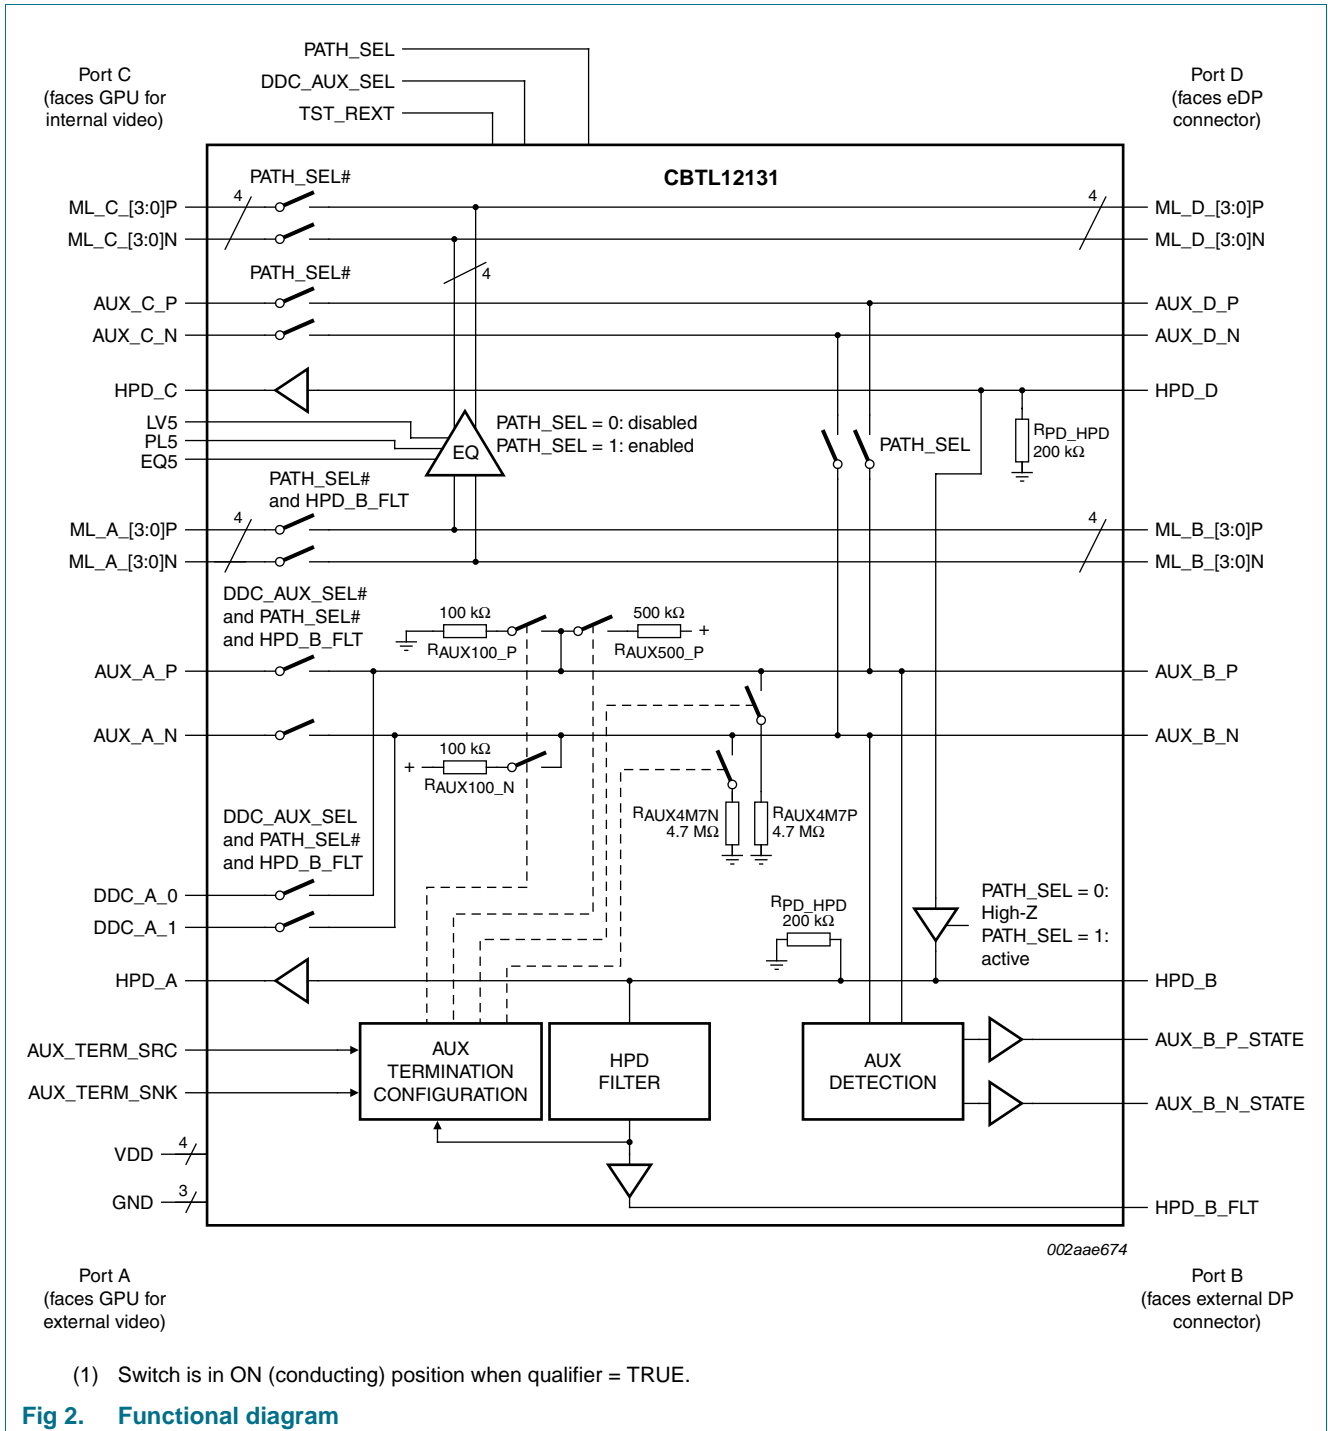 PATH_SEL
DDC_AUX_SEL
TST_REXT
Port C
(faces GPU for
internal video)
Port D
(faces eDP
connector)
CBTL12131
PATH_SEL#
4
4
ML_C_[3:0]P
ML_D_[3:0]P
ML_C_[3:0]N
ML_D_[3:0]N
PATH_SEL#
4
AUX_C_P
AUX_D_P
AUX_C_N
AUX_D_N
HPD_C
HPD_D
LV5
PL5
EQ5
EQ
PATH_SEL = 0: disabled
PATH_SEL = 1: enabled
PATH_SEL
RPD_HPD
200 kΩ
PATH_SEL#
and HPD_B_FLT
4
4
ML_A_[3:0]P
ML_B_[3:0]P
ML_A_[3:0]N
ML_B_[3:0]N
DDC_AUX_SEL#
and PATH_SEL#
and HPD_B_FLT
100 kΩ
RAUX100_P
500 kΩ
+
RAUX500_P
AUX_A_P
AUX_B_P
AUX_A_N
AUX_B_N
100 kΩ
+
RAUX100_N
RAUX4M7N
4.7 MΩ
RAUX4M7P
4.7 MΩ
DDC_AUX_SEL
and PATH_SEL#
and HPD_B_FLT
DDC_A_0
DDC_A_1
RPD_HPD
200 kΩ
PATH_SEL = 0:
High-Z
PATH_SEL = 1:
active
HPD_A
HPD_B
AUX_TERM_SRC
AUX_TERM_SNK
AUX
TERMINATION
CONFIGURATION
HPD
FILTER
AUX
DETECTION
AUX_B_P_STATE
AUX_B_N_STATE
VDD
4
GND
3
HPD_B_FLT
002aae674
Port A
(faces GPU for
external video)
Port B
(faces external DP
connector)
(1) Switch is in ON (conducting) position when qualifier = TRUE.
Fig 2. Functional diagram